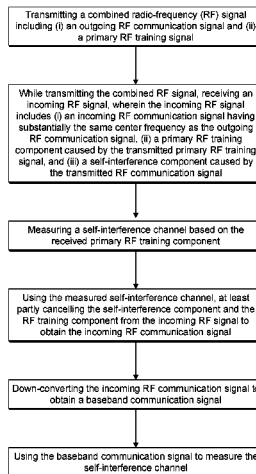 Transmitting a combined radio-frequency (RF) signal
including (i) an outgoing RF communication signal and (ii)
a primary RF training signal
While transmitting the combined RF signal, receiving an
incoming RF signal, wherein the incoming RF signal
includes (i) an incoming RF communication signal having
substantially the same center frequency as the outgoing
RF communication signal, (ii) a primary RF training
component caused by the transmitted primary RF training
signal, and (iii) a self-interference component caused by
the transmitted RF communication signal
Measuring a self-interference channel based on the
received primary RF training component
Using the measured self-interference channel, at least
partly cancelling the self-interference component and the
RF training component from the incoming RF signal to
obtain the incoming RF communication signal
Down-converting the incoming RF communication signal to
obtain a baseband communication signal
Using the baseband communication signal to measure the
self-interference channel